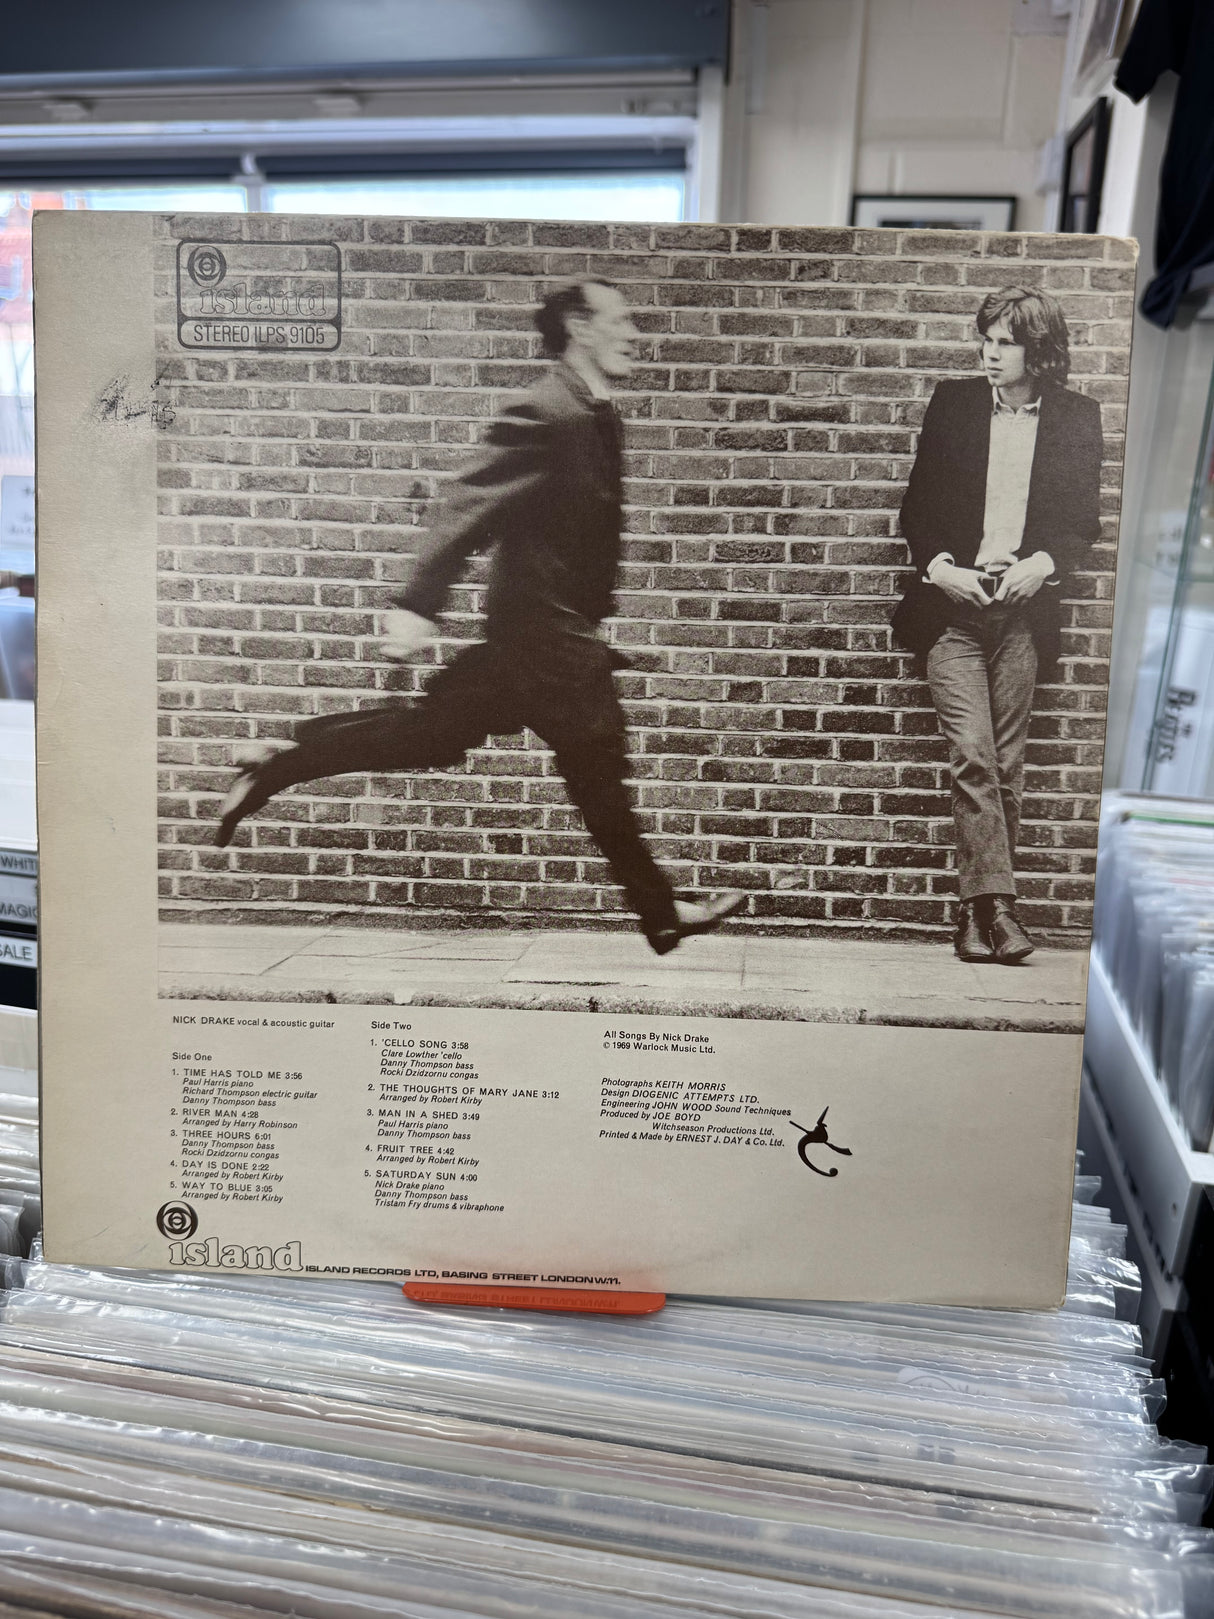 island
STEREO ILPS 9105
NICK DRAKE vocal & acoustic guitar
Side One
1. TIME HAS TOLD ME 3:56
Paul Harris piano
Richard Thompson electric guitar
Danny Thompson bass
2. RIVER MAN 4:28
Arranged by Harry Robinson
3. THREE HOURS 6:01
Danny Thompson bass
Rocki Dzidzornu congas
4. DAY IS DONE 2:22
Arranged by Robert Kirby
5. WAY TO BLUE 3:05
Arranged by Robert Kirby
Side Two
1. 'CELLO SONG 3:58
Clare Lowther 'cello
Danny Thompson bass
Rocki Dzidzornu congas
2. THE THOUGHTS OF MARY JANE 3:12
Arranged by Robert Kirby
3. MAN IN A SHED 3:49
Paul Harris piano
Danny Thompson bass
4. FRUIT TREE 4:42
Arranged by Robert Kirby
5. SATURDAY SUN 4:00
Nick Drake piano
Danny Thompson bass
Tristam Fry drums & vibraphone
All Songs By Nick Drake
© 1969 Warlock Music Ltd.
Photographs KEITH MORRIS
Design DIOGENIC ATTEMPTS LTD.
Engineering JOHN WOOD Sound Techniques
Produced by JOE BOYD
Witchseason Productions Ltd.
Printed & Made by ERNEST J. DAY & Co. Ltd.
island
ISLAND RECORDS LTD, BASING STREET LONDON W.11.
THE
BEATLES
WHIT
MAGIC
SALE